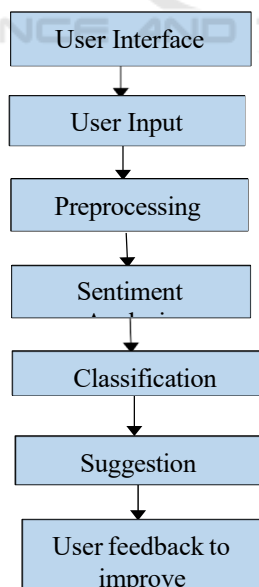 User Interface
User Input
Preprocessing
Sentiment
Classification
Suggestion
User feedback to
improve